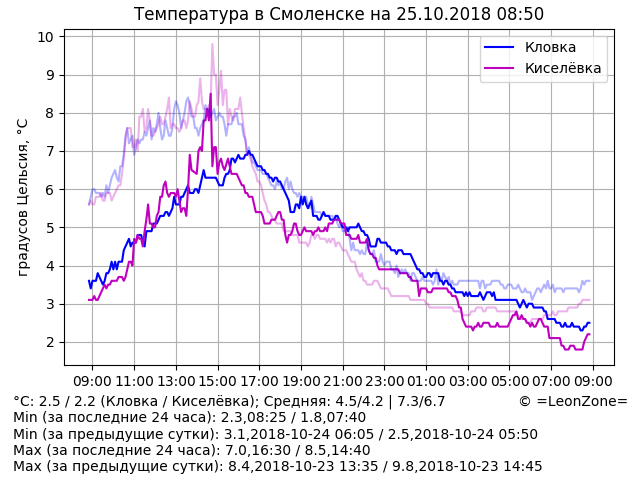 Температура в Смоленске на 25.10.2018 08:50
градусов Цельсия, °C
10
9
8
7
6
5
4
3
2
Кловка
Киселёвка
09:00 11:00 13:00 15:00 17:00 19:00 21:00 23:00 01:00 03:00 05:00 07:00 09:00
°C: 2.5 / 2.2 (Кловка / Киселёвка); Средняя: 4.5/4.2 | 7.3/6.7 © =LeonZone=
Min (за последние 24 часа): 2.3,08:25 / 1.8,07:40
Min (за предыдущие сутки): 3.1,2018-10-24 06:05 / 2.5,2018-10-24 05:50
Max (за последние 24 часа): 7.0,16:30 / 8.5,14:40
Max (за предыдущие сутки): 8.4,2018-10-23 13:35 / 9.8,2018-10-23 14:45